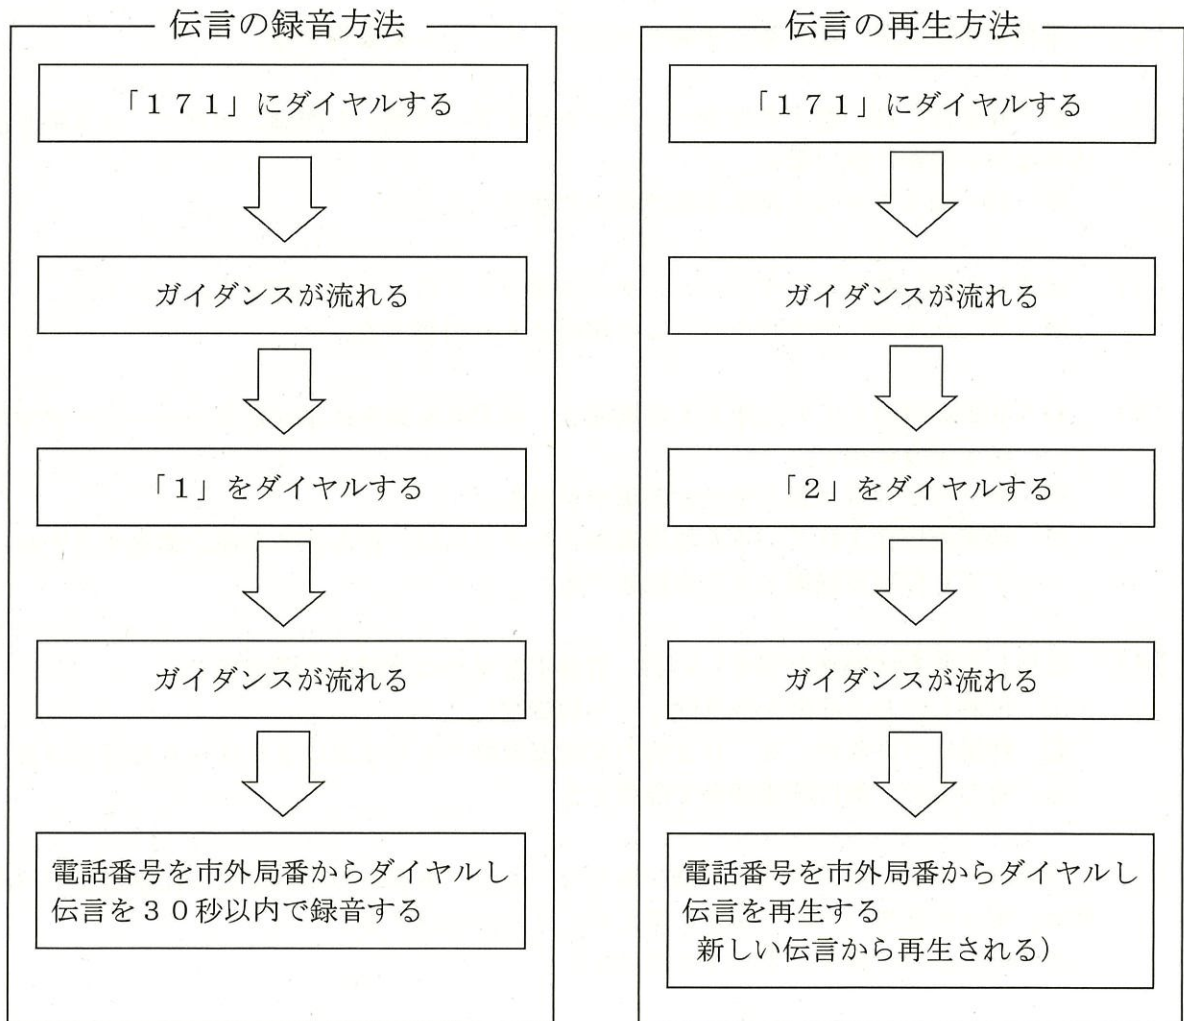 伝言の録音方法
「１７１」にダイヤルする
ガイダンスが流れる
「１」をダイヤルする
ガイダンスが流れる
電話番号を市外局番からダイヤルし
伝言を３０秒以内で録音する
伝言の再生方法
「１７１」にダイヤルする
ガイダンスが流れる
「２」をダイヤルする
ガイダンスが流れる
電話番号を市外局番からダイヤルし
伝言を再生する
新しい伝言から再生される）